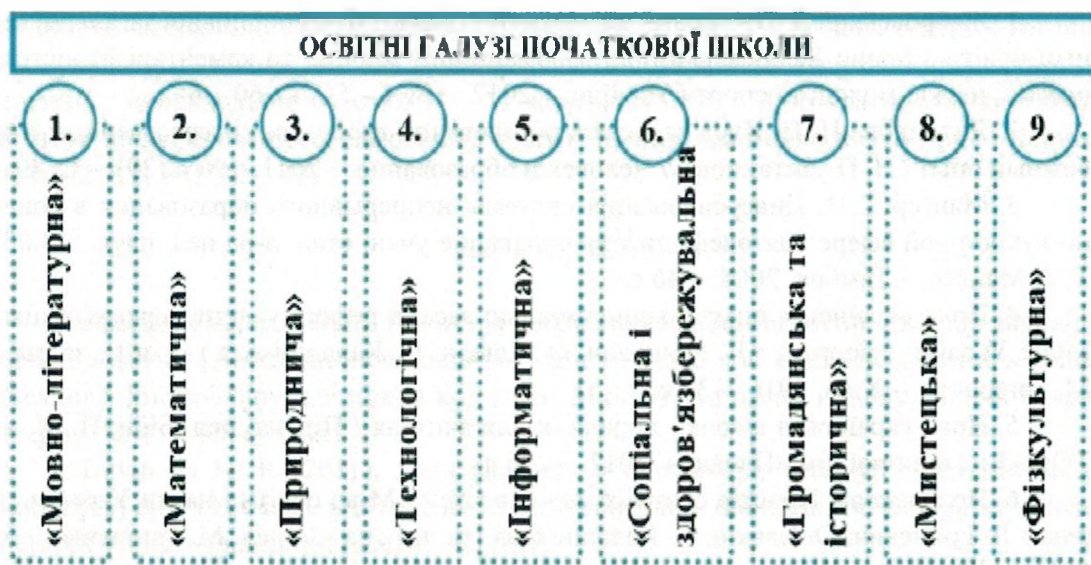 ОСВІТНІ ГАЛУЗІ ПОЧАТКОВОЇ ШКОЛИ
1.
«Мовно-літературна»
2.
«Математична»
3.
«Природнича»
4.
«Технологічна»
5.
«Інформатична»
6.
«Соціальна
здоров'язбережувальна
7.
«Громадянська та
історична»
8.
«Мистецька»
9.
«Фізкультурна»